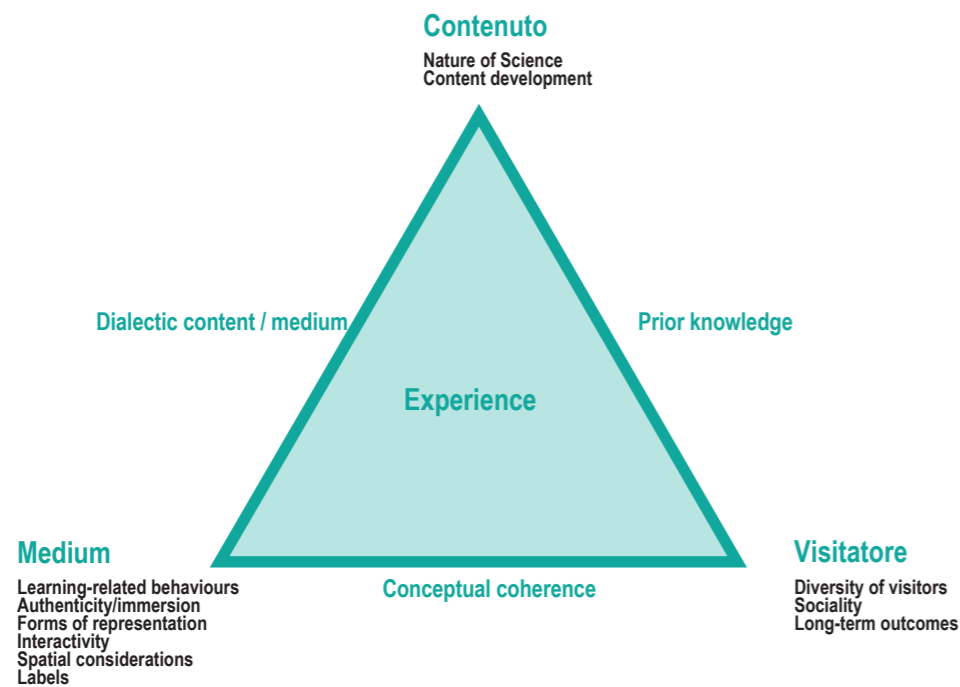 Contenuto
Nature of Science
Content development
Dialectic content / medium
Prior knowledge
Experience
Medium
Learning-related behaviours
Authenticity/immersion
Forms of representation
Interactivity
Spatial considerations
Labels
Conceptual coherence
Visitatore
Diversity of visitors
Sociality
Long-term outcomes